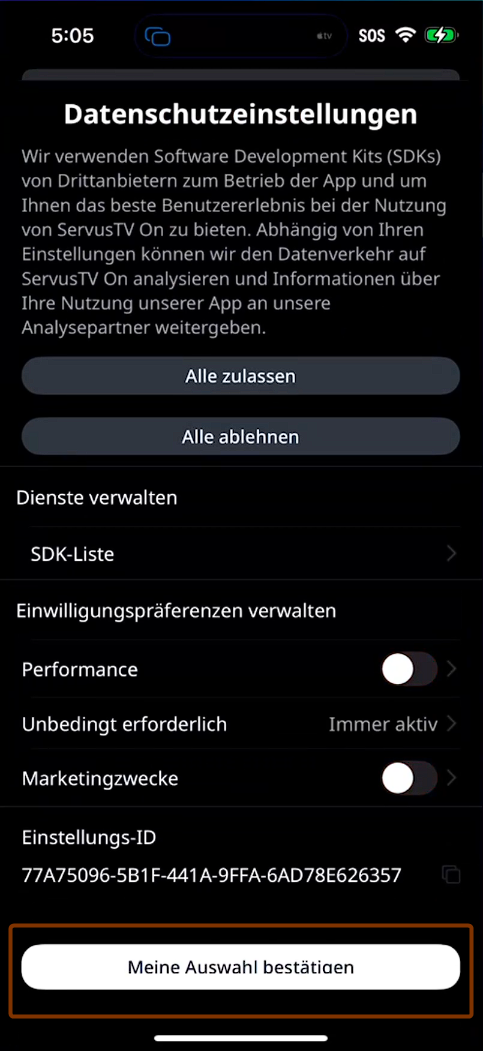 5:05
tv
SOS
Datenschutzeinstellungen
Wir verwenden Software Development Kits (SDKs)
von Drittanbietern zum Betrieb der App und um
Ihnen das beste Benutzererlebnis bei der Nutzung
von ServusTV On zu bieten. Abhängig von Ihren
Einstellungen können wir den Datenverkehr auf
ServusTV On analysieren und Informationen über
Ihre Nutzung unserer App an unsere
Analysepartner weitergeben.
Alle zulassen
Alle ablehnen
Dienste verwalten
SDK-Liste
Einwilligungspräferenzen verwalten
Performance
Unbedingt erforderlich Immer aktiv
Marketingzwecke
Einstellungs-ID
77A75096-5B1F-441A-9FFA-6AD78E626357
Meine Auswahl bestätigen